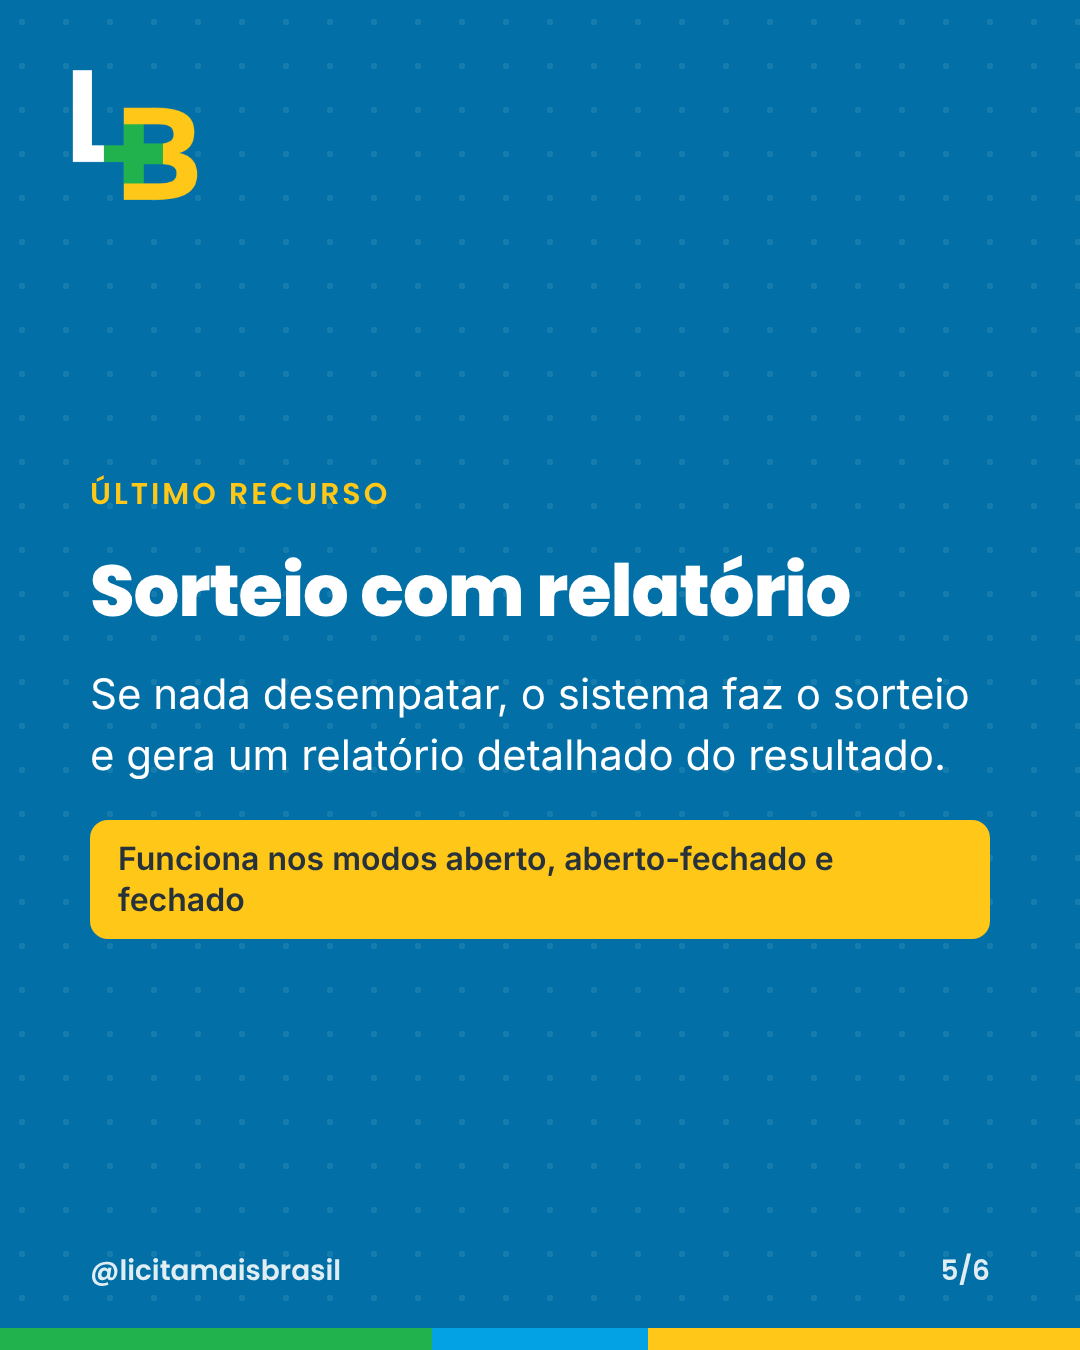 L+B
ÚLTIMO RECURSO
Sorteio com relatório
Se nada desempatar, o sistema faz o sorteio
e gera um relatório detalhado do resultado.
Funciona nos modos aberto, aberto-fechado e
fechado
@licitamaisbrasil
5/6